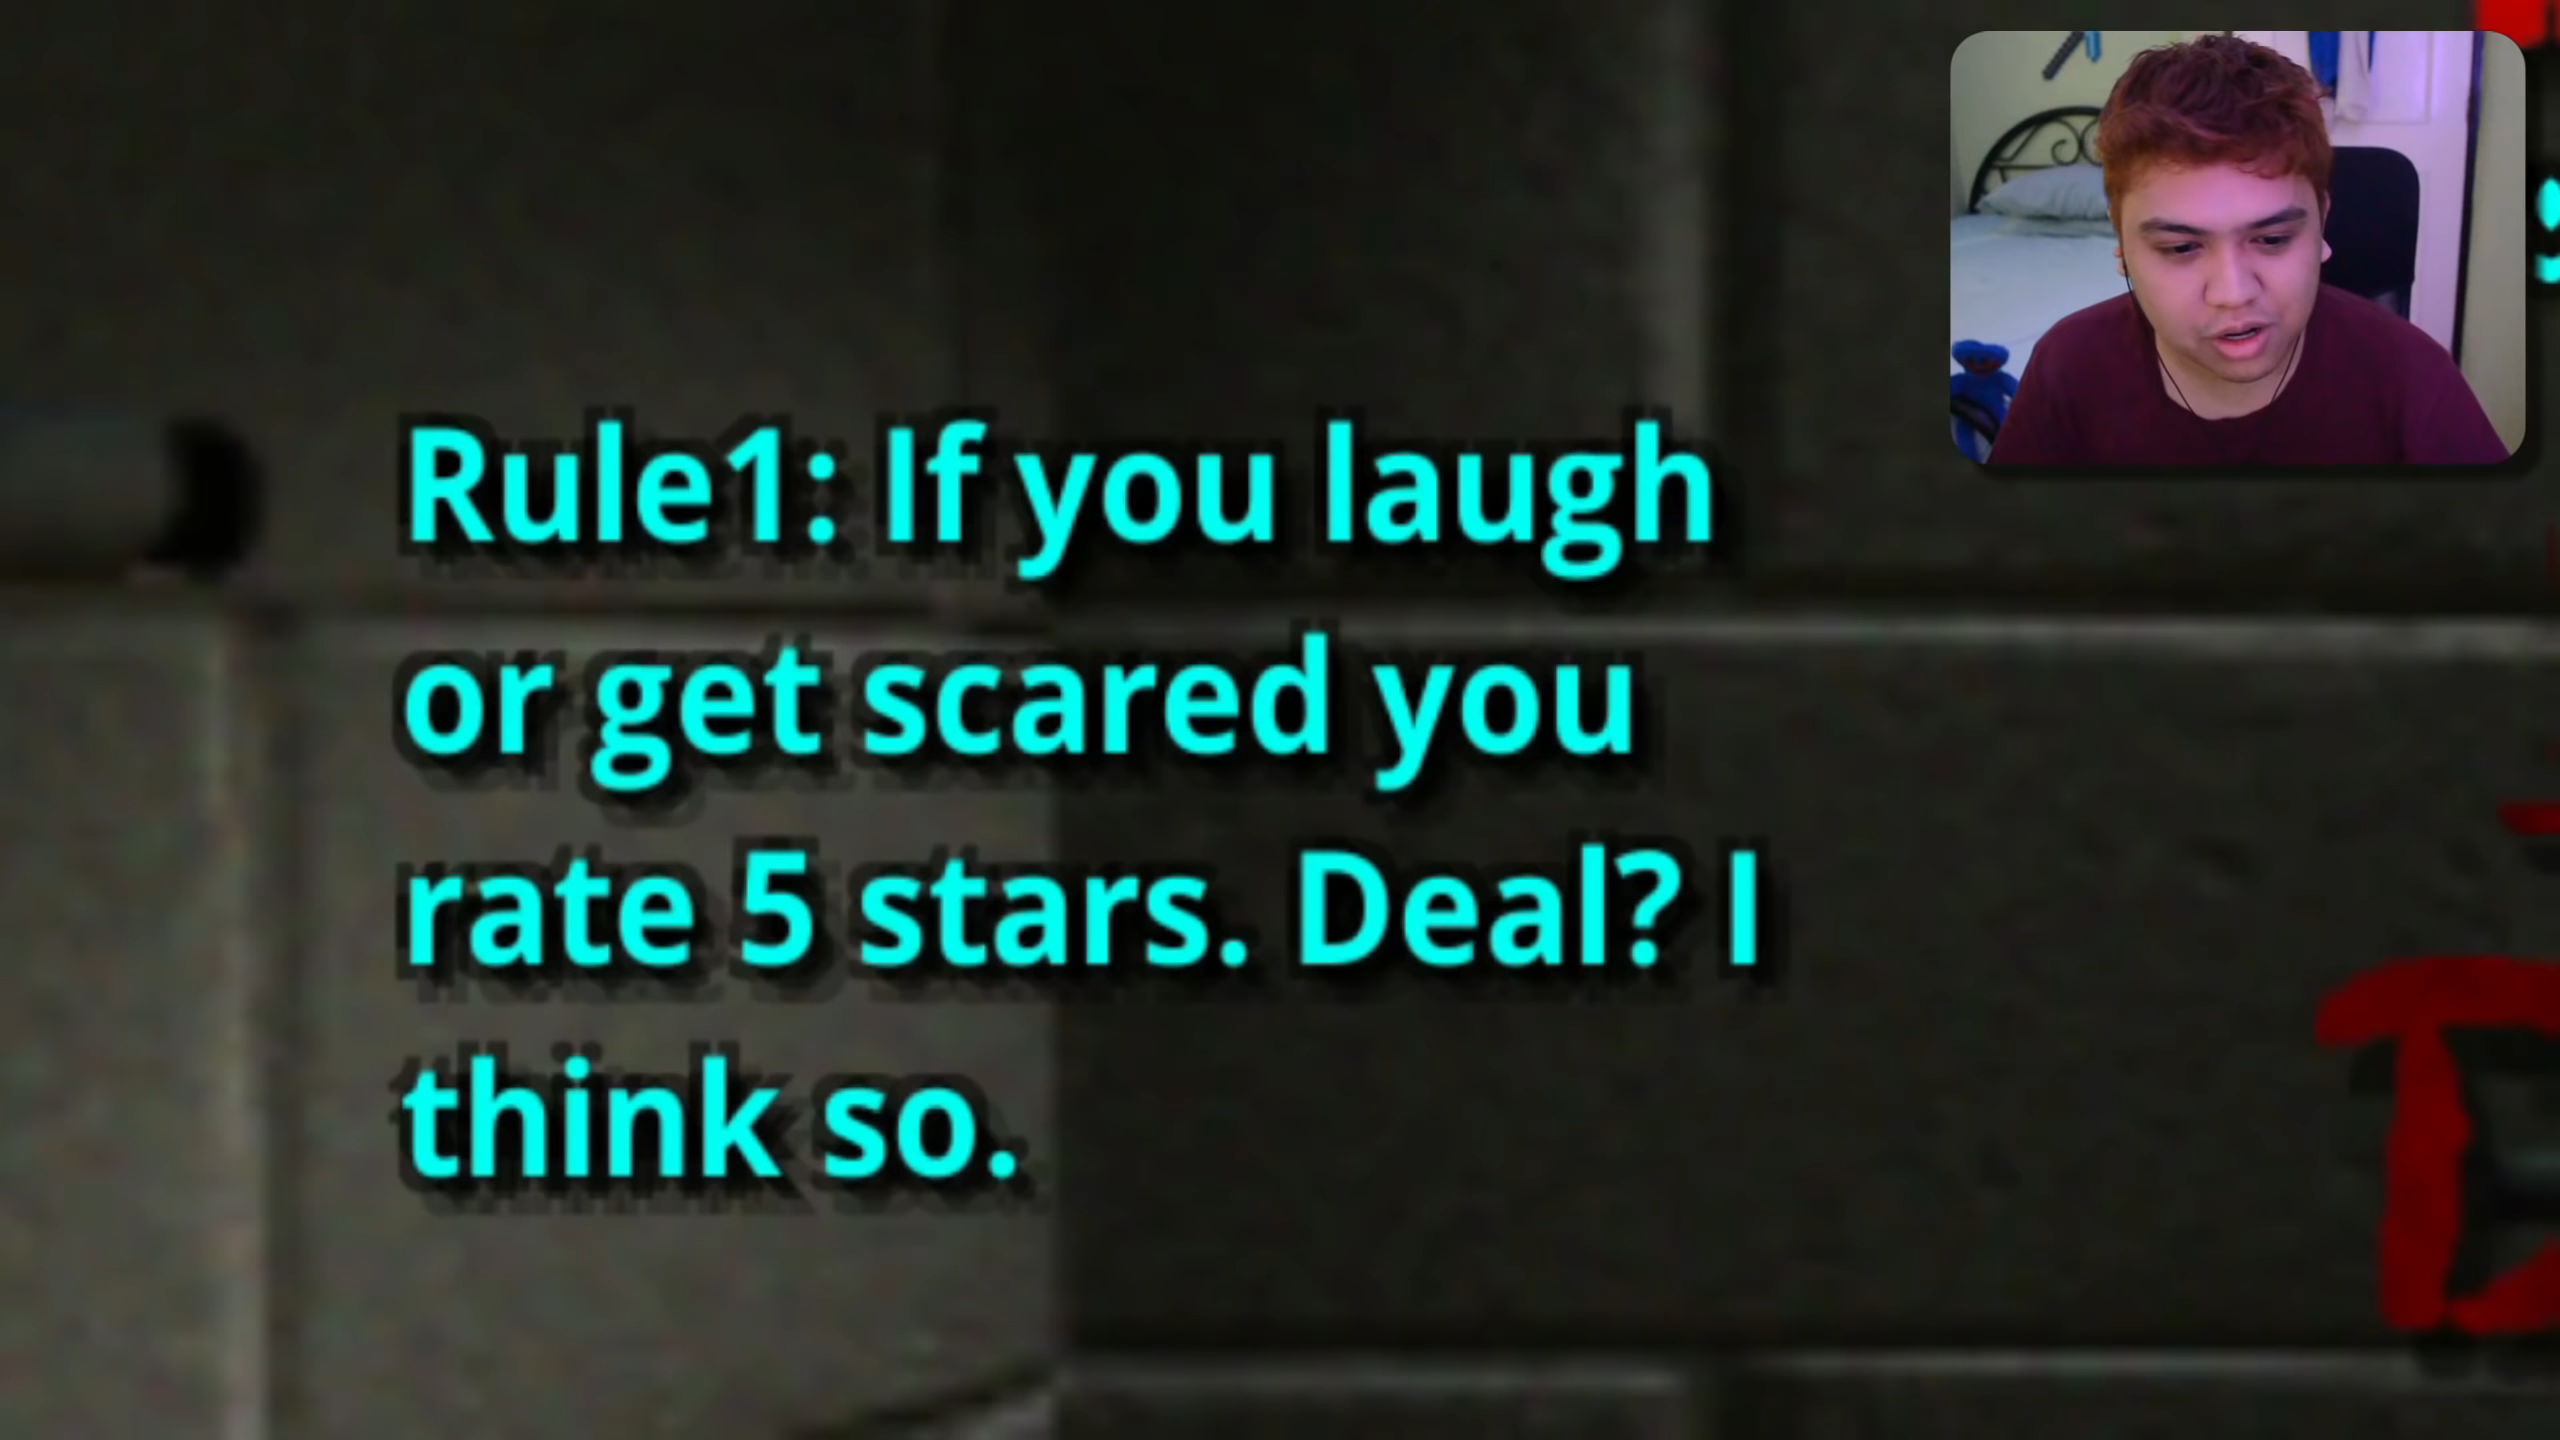 Rule1: If you laugh
or get scared you
rate 5 stars. Deal? I
think so.